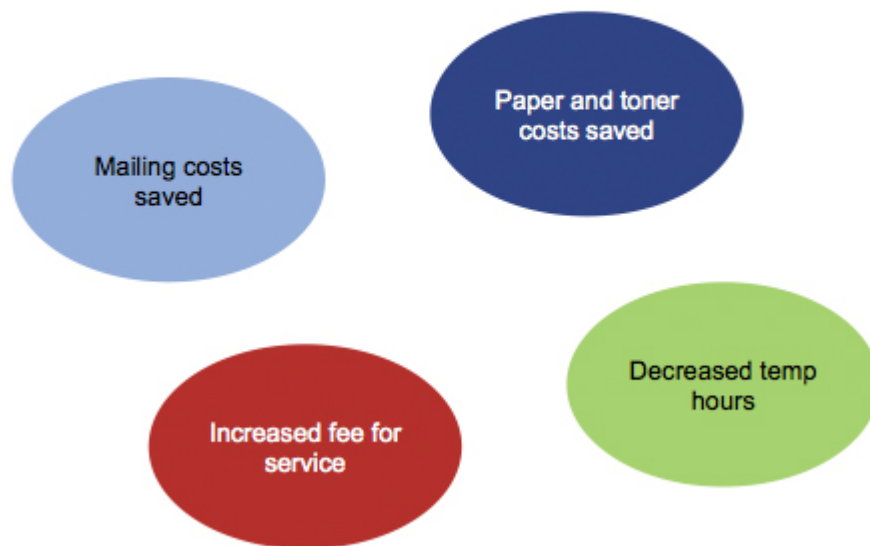 Paper and toner
costs saved
Mailing costs
saved
Decreased temp
hours
Increased fee for
service